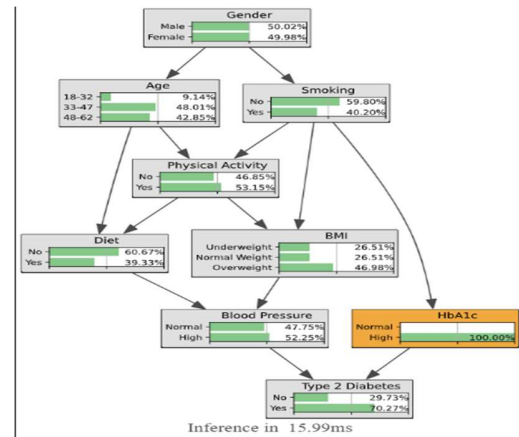 Gender
Male 50.02%
Female 49.98%
Age
18-32 9.14%
33-47 48.01%
48-62 42.85%
Smoking
No 59.80%
Yes 40.20%
Physical Activity
No 46.85%
Yes 53.15%
Diet
No 60.67%
Yes 39.33%
BMI
Underweight 26.51%
Normal Weight 26.51%
Overweight 46.98%
Blood Pressure
Normal 47.75%
High 52.25%
HbA1c
Normal
High 100.00%
Type 2 Diabetes
No 29.73%
Yes 70.27%
Inference in 15.99ms